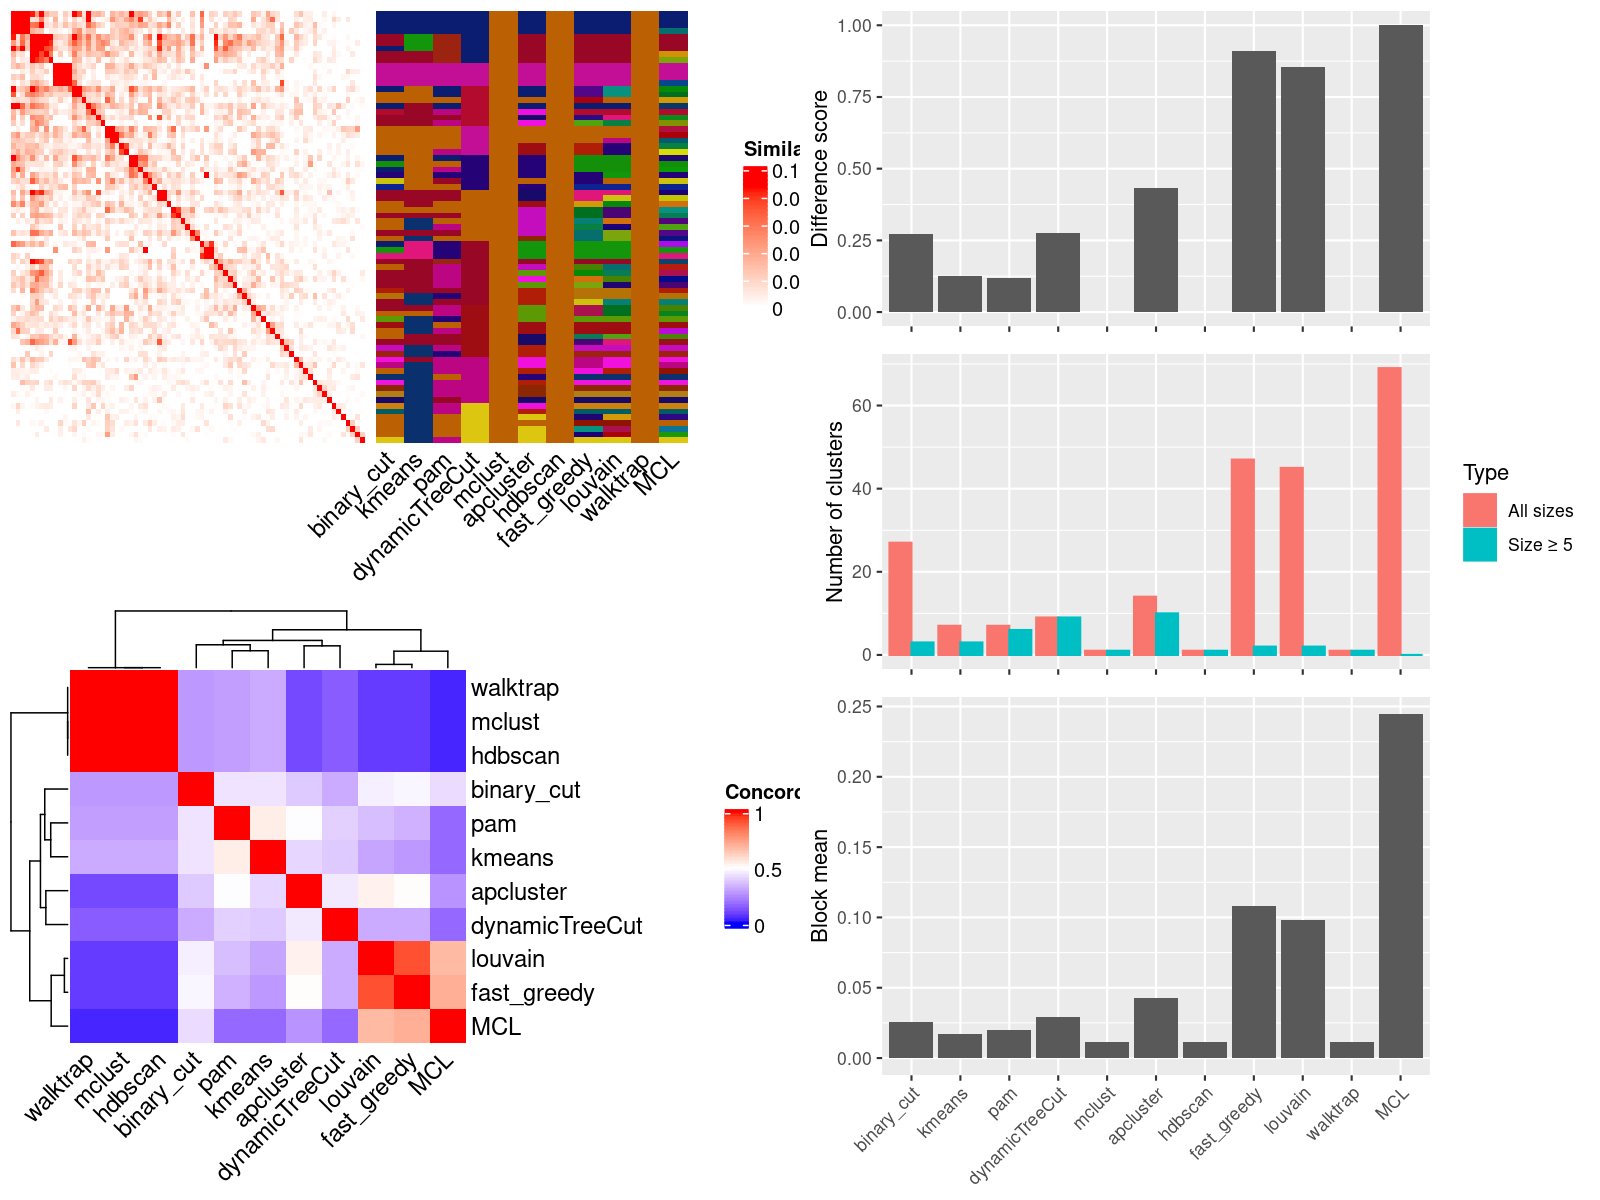 Simila
0.1
0.0
0.0
0.0
0.0
0
binary_cut
kmeans
pam
dynamicTreeCut
mclust
apcluster
hdbscan
fast_greedy
louvain
walktrap
MCL
walktrap
mclust
hdbscan
binary_cut
pam
kmeans
apcluster
dynamicTreeCut
louvain
fast_greedy
MCL
walktrap
mclust
hdbscan
binary_cut
pam
kmeans
apcluster
dynamicTreeCut
louvain
fast_greedy
MCL
Concord
1
0.5
0
Difference score
1.00
0.75
0.50
0.25
0.00
Number of clusters
60
40
20
0
Type
All sizes
Size ≥ 5
Block mean
0.25
0.20
0.15
0.10
0.05
0.00
binary_cut
kmeans
pam
dynamicTreeCut
mclust
apcluster
hdbscan
fast_greedy
louvain
walktrap
MCL